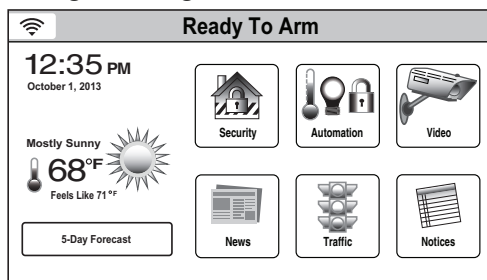 Ready To Arm
12:35 PM
October 1, 2013
Mostly Sunny
68°F
Feels Like 71°F
5-Day Forecast
Security
Automation
Video
News
Traffic
Notices